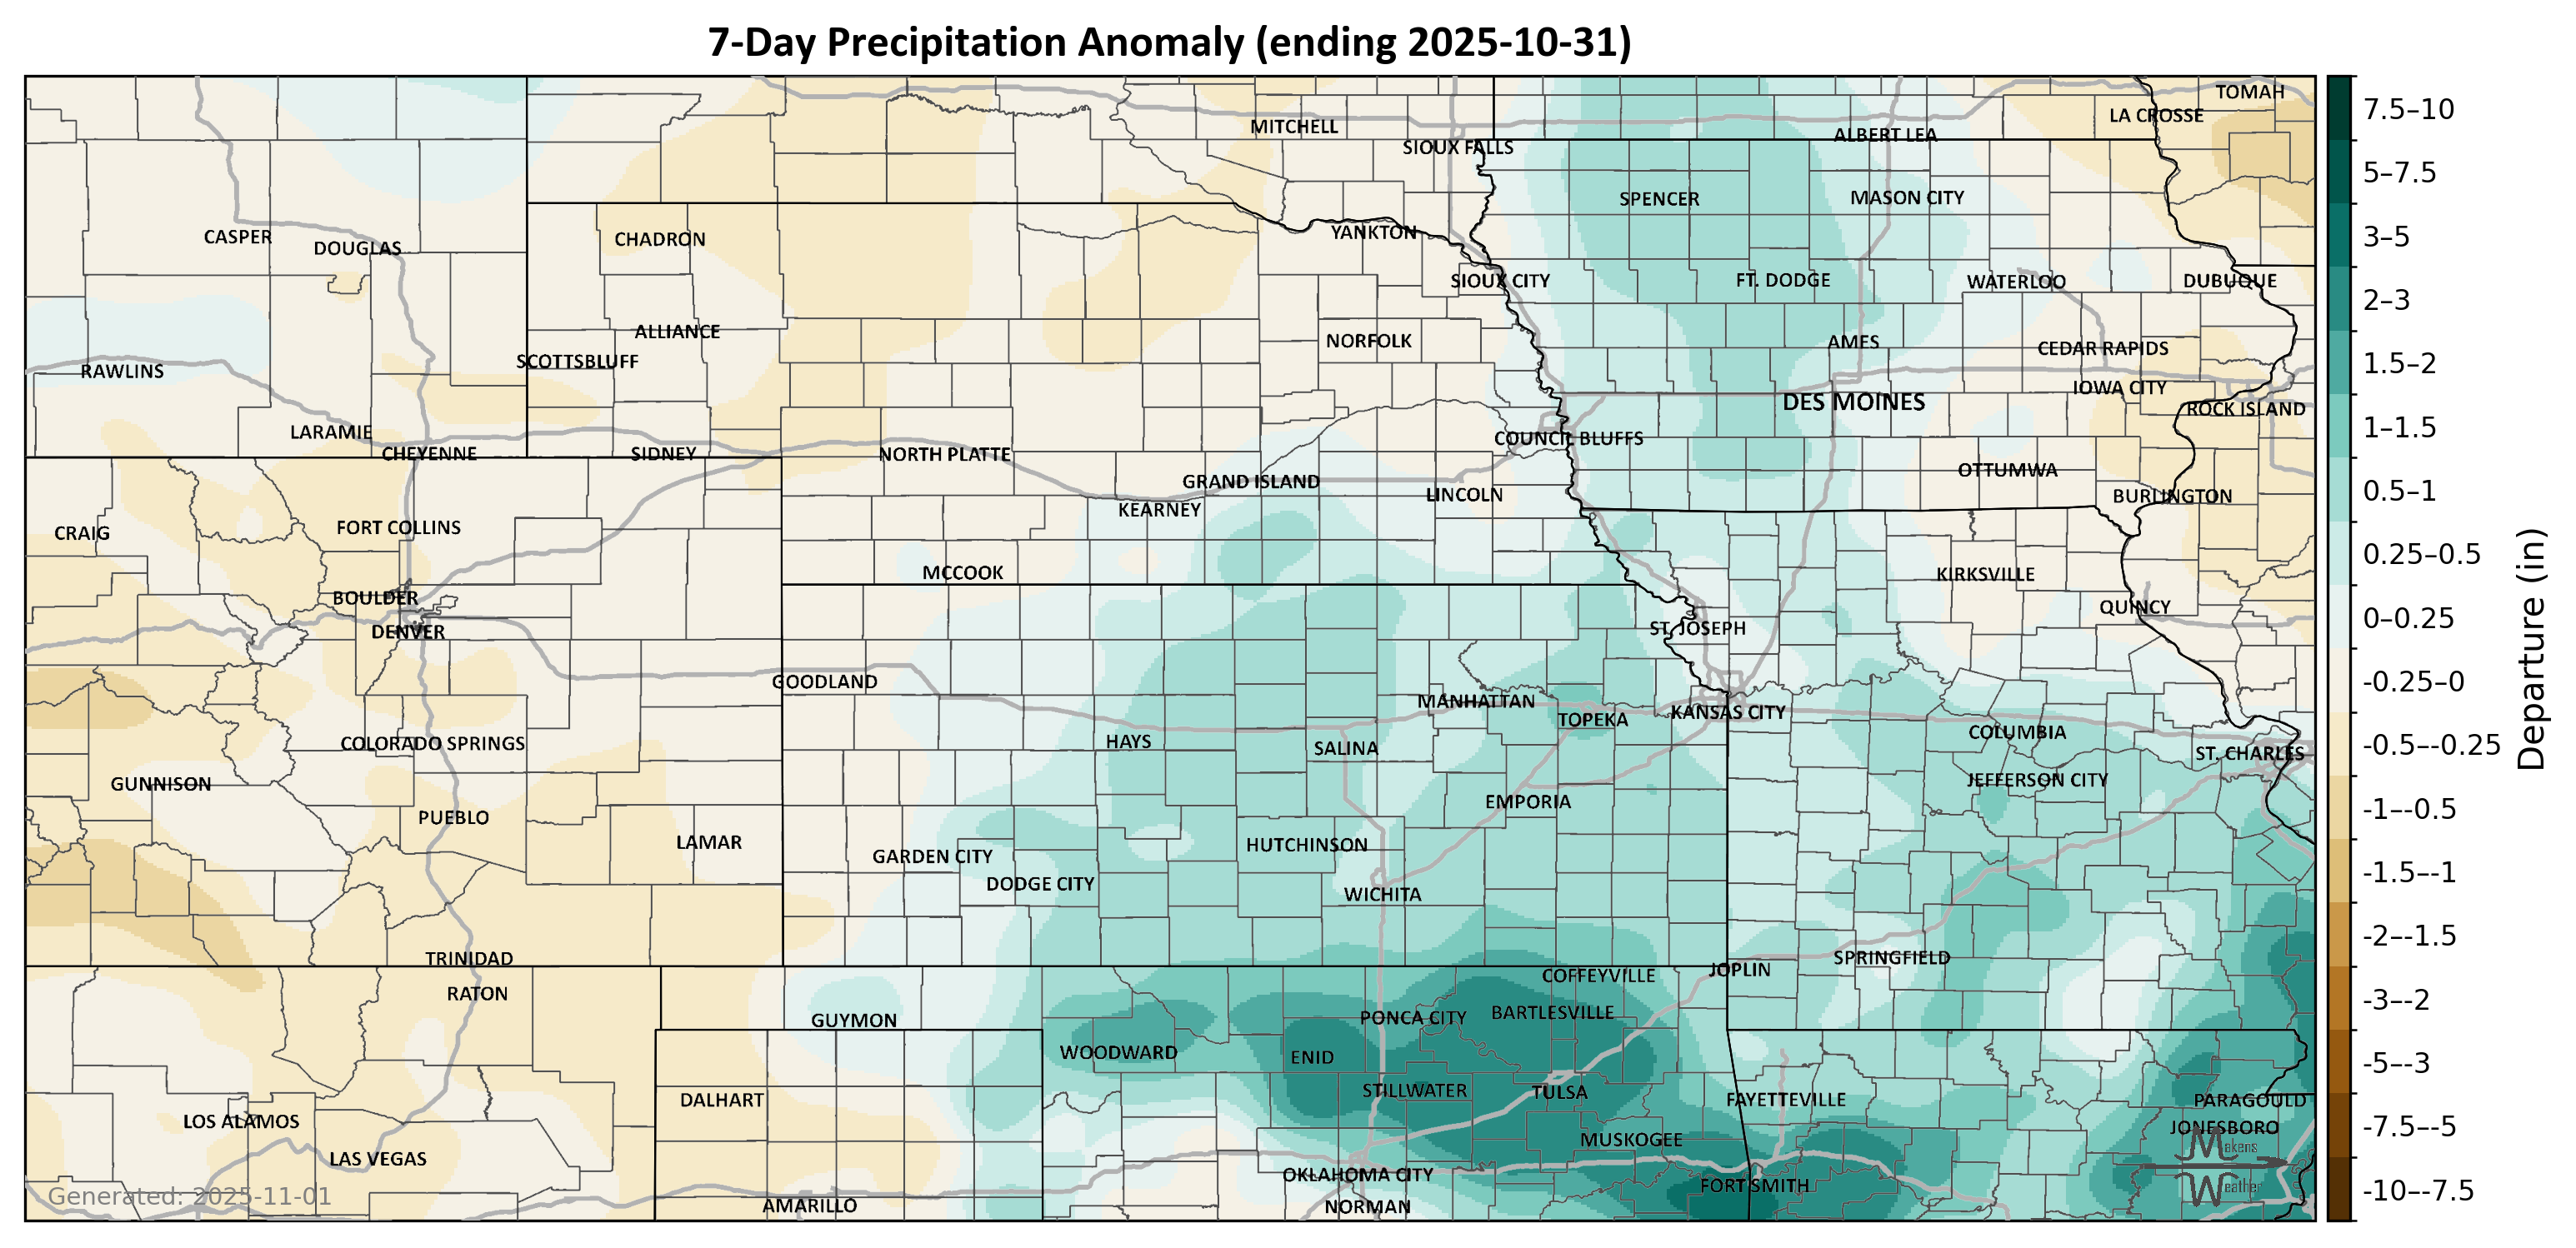 7-Day Precipitation Anomaly (ending 2025-10-31)
TOMAH
LA CROSSE
MITCHELL
ALBERT LEA
SIOUX FALLS
SPENCER
MASON CITY
CASPER
DOUGLAS
CHADRON
YANKTON
SIOUX CITY
FT. DODGE
WATERLOO
DUBUQUE
ALLIANCE
NORFOLK
AMES
CEDAR RAPIDS
SCOTTSBLUFF
RAWLINS
IOWA CITY
DES MOINES
ROCK ISLAND
LARAMIE
COUNCIL BLUFFS
CHEYENNE
SIDNEY
NORTH PLATTE
OTTUMWA
GRAND ISLAND
LINCOLN
BURLINGTON
KEARNEY
CRAIG
FORT COLLINS
MCCOOK
KIRKSVILLE
BOULDER
QUINCY
DENVER
ST. JOSEPH
GOODLAND
MANHATTAN
TOPEKA
KANSAS CITY
COLUMBIA
COLORADO SPRINGS
HAYS
SALINA
ST. CHARLES
GUNNISON
JEFFERSON CITY
EMPORIA
PUEBLO
LAMAR
HUTCHINSON
GARDEN CITY
DODGE CITY
WICHITA
TRINIDAD
SPRINGFIELD
JOPLIN
COFFEYVILLE
RATON
BARTLESVILLE
PONCA CITY
GUYMON
WOODWARD
ENID
STILLWATER
TULSA
DALHART
FAYETTEVILLE
PARAGOULD
LOS ALAMOS
JONESBORO
MUSKOGEE
Makens
LAS VEGAS
OKLAHOMA CITY
FORT SMITH
Weather
Generated: 2025-11-01
AMARILLO
NORMAN
7.5–10
5–7.5
3–5
2–3
1.5–2
1–1.5
0.5–1
0.25–0.5
0–0.25
-0.25–0
-0.5–-0.25
-1–-0.5
-1.5–-1
-2–-1.5
-3–-2
-5–-3
-7.5–-5
-10–-7.5
Departure (in)